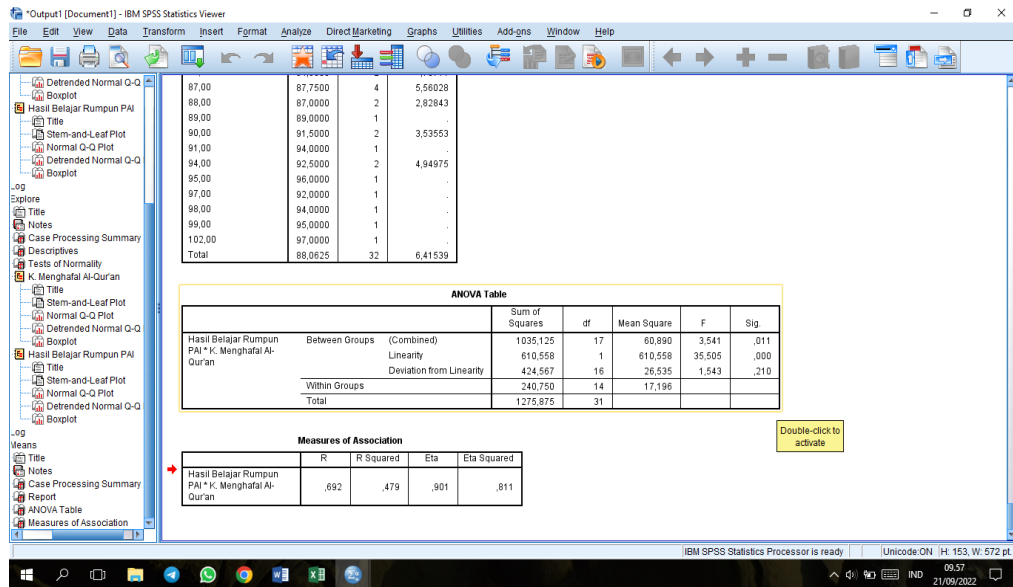 *Output1 [Document1] - IBM SPSS Statistics Viewer
File Edit View Data Transform Insert Format Analyze Direct Marketing Graphs Utilities Add-ons Window Help
Detrended Normal Q-Q
Boxplot
Hasil Belajar Rumpun PAI
Title
Stem-and-Leaf Plot
Normal Q-Q Plot
Detrended Normal Q-Q
Boxplot
Log
Explore
Title
Notes
Case Processing Summary
Descriptives
Tests of Normality
K. Menghafal Al-Qur'an
Title
Stem-and-Leaf Plot
Normal Q-Q Plot
Detrended Normal Q-Q
Boxplot
Hasil Belajar Rumpun PAI
Title
Stem-and-Leaf Plot
Normal Q-Q Plot
Detrended Normal Q-Q
Boxplot
Log
Means
Title
Notes
Case Processing Summary
Report
ANOVA Table
Measures of Association
87,00 87,7500 4 5,56028
88,00 87,0000 2 2,82843
89,00 89,0000 1 .
90,00 91,5000 2 3,53553
91,00 94,0000 1 .
94,00 92,5000 2 4,94975
95,00 96,0000 1 .
97,00 92,0000 1 .
98,00 94,0000 1 .
99,00 95,0000 1 .
102,00 97,0000 1 .
Total 88,0625 32 6,41539
ANOVA Table
Sum of
Squares df Mean Square F Sig.
Hasil Belajar Rumpun Between Groups (Combined) 1035,125 17 60,890 3,541 ,011
PAI * K. Menghafal Al-
Qur'an
Linearity 610,558 1 610,558 35,505 ,000
Deviation from Linearity 424,567 16 26,535 1,543 ,210
Within Groups 240,750 14 17,196
Total 1275,875 31
Double-click to
activate
Measures of Association
R R Squared Eta Eta Squared
Hasil Belajar Rumpun
PAI * K. Menghafal Al- ,692 ,479 ,901 ,811
Qur'an
IBM SPSS Statistics Processor is ready Unicode:ON H: 153, W: 572 pt.
IND
09.57
21/09/2022